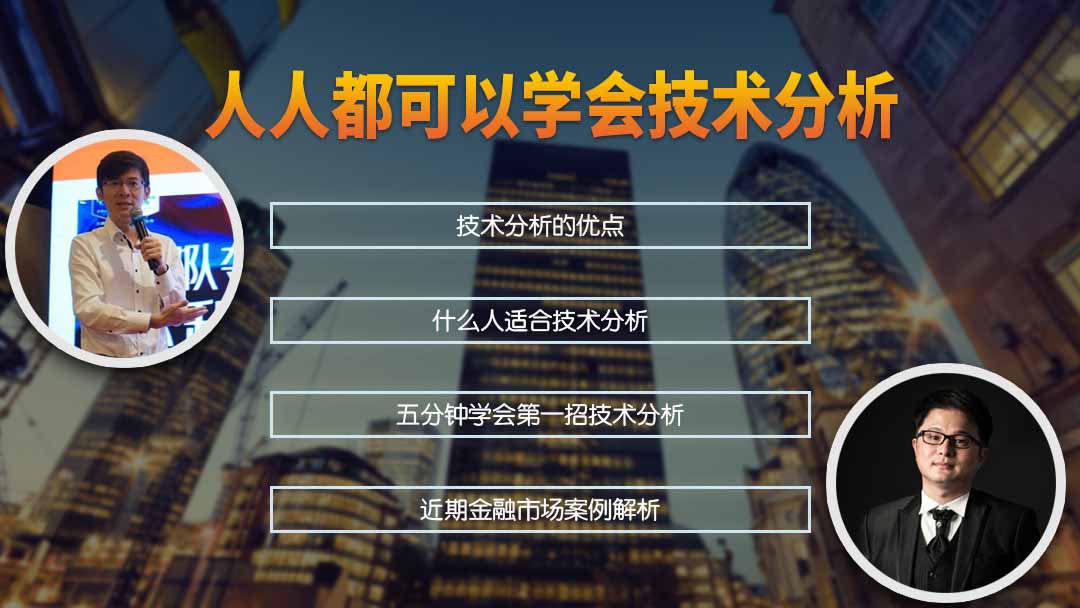 人人都可以学会技术分析
技术分析的优点
什么人适合技术分析
五分钟学会第一招技术分析
近期金融市场案例解析